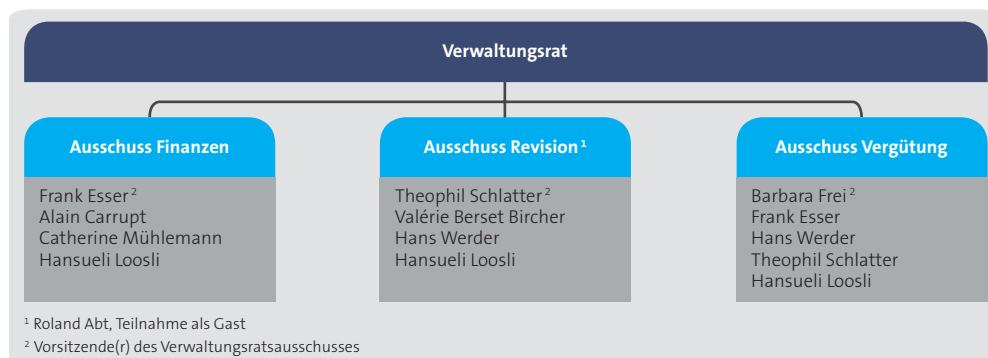 Verwaltungsrat
Ausschuss Finanzen
Frank Esser ²
Alain Carrupt
Catherine Mühlemann
Hansueli Loosli
Ausschuss Revision ¹
Theophil Schlatter ²
Valérie Berset Bircher
Hans Werder
Hansueli Loosli
Ausschuss Vergütung
Barbara Frei ²
Frank Esser
Hans Werder
Theophil Schlatter
Hansueli Loosli
¹ Roland Abt, Teilnahme als Gast
² Vorsitzende(r) des Verwaltungsratsausschusses